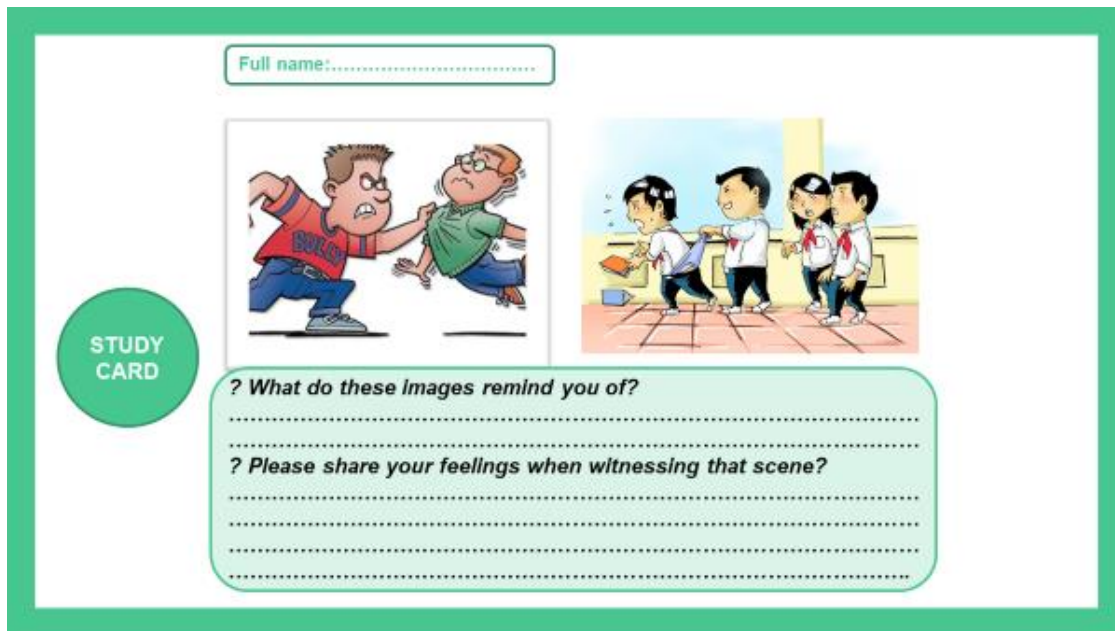 Full name:................................
BULLY
STUDY
CARD
? What do these images remind you of?
..........................................................................................
..........................................................................................
? Please share your feelings when witnessing that scene?
..........................................................................................
..........................................................................................
..........................................................................................
.........................................................................................